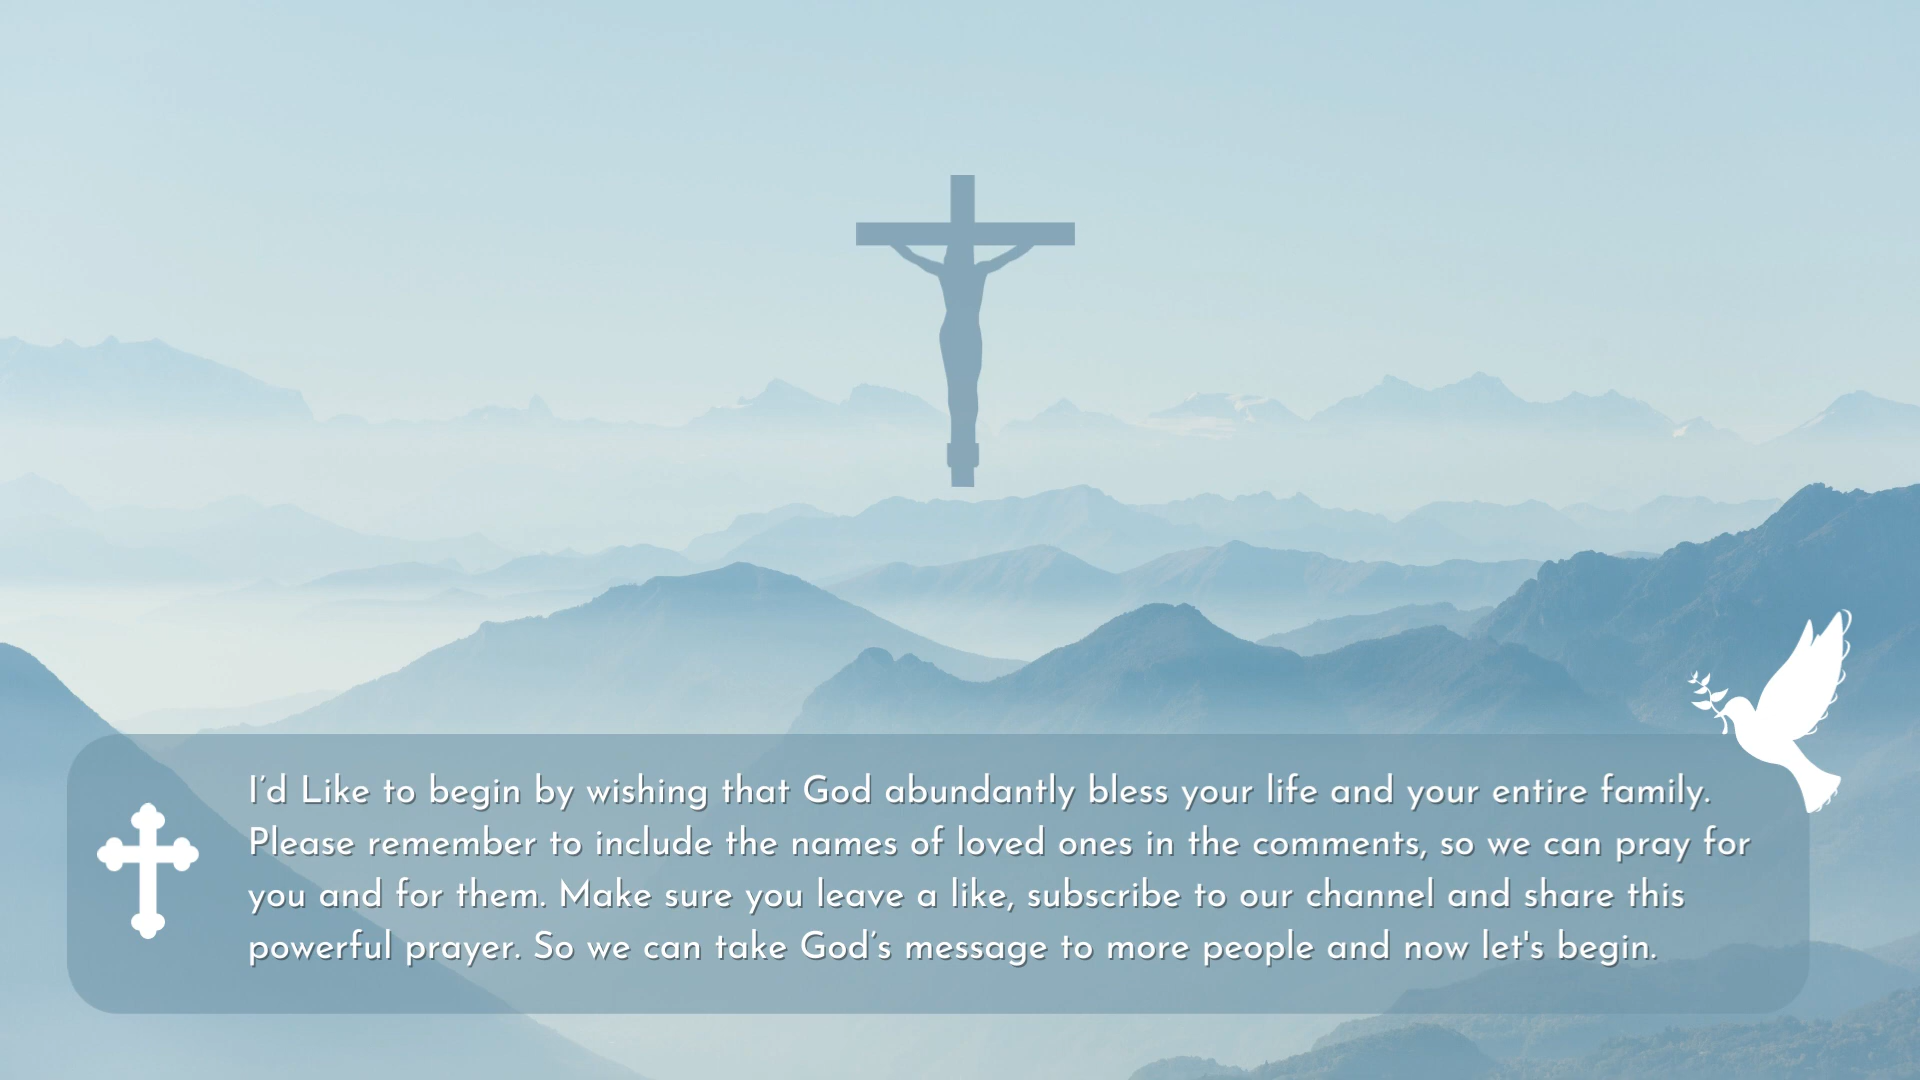 I’d Like to begin by wishing that God abundantly bless your life and your entire family.
Please remember to include the names of loved ones in the comments, so we can pray for
you and for them. Make sure you leave a like, subscribe to our channel and share this
powerful prayer. So we can take God’s message to more people and now let's begin.